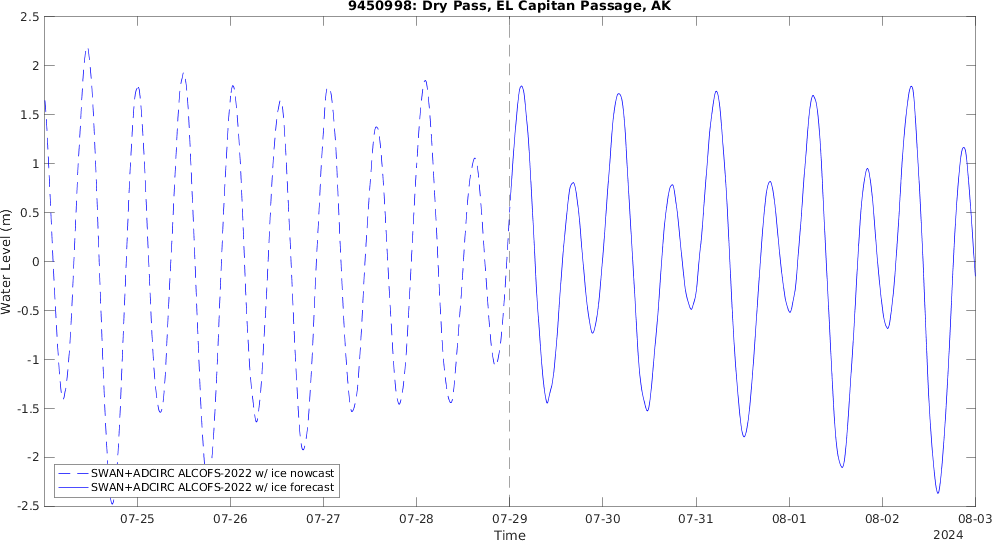 9450998: Dry Pass, EL Capitan Passage, AK
2.5
2
1.5
1
0.5
0
-0.5
-1
-1.5
-2
-2.5
Water Level (m)
SWAN+ADCIRC ALCOFS-2022 w/ ice nowcast
SWAN+ADCIRC ALCOFS-2022 w/ ice forecast
07-25 07-26 07-27 07-28 07-29 07-30 07-31 08-01 08-02 08-03
Time
2024